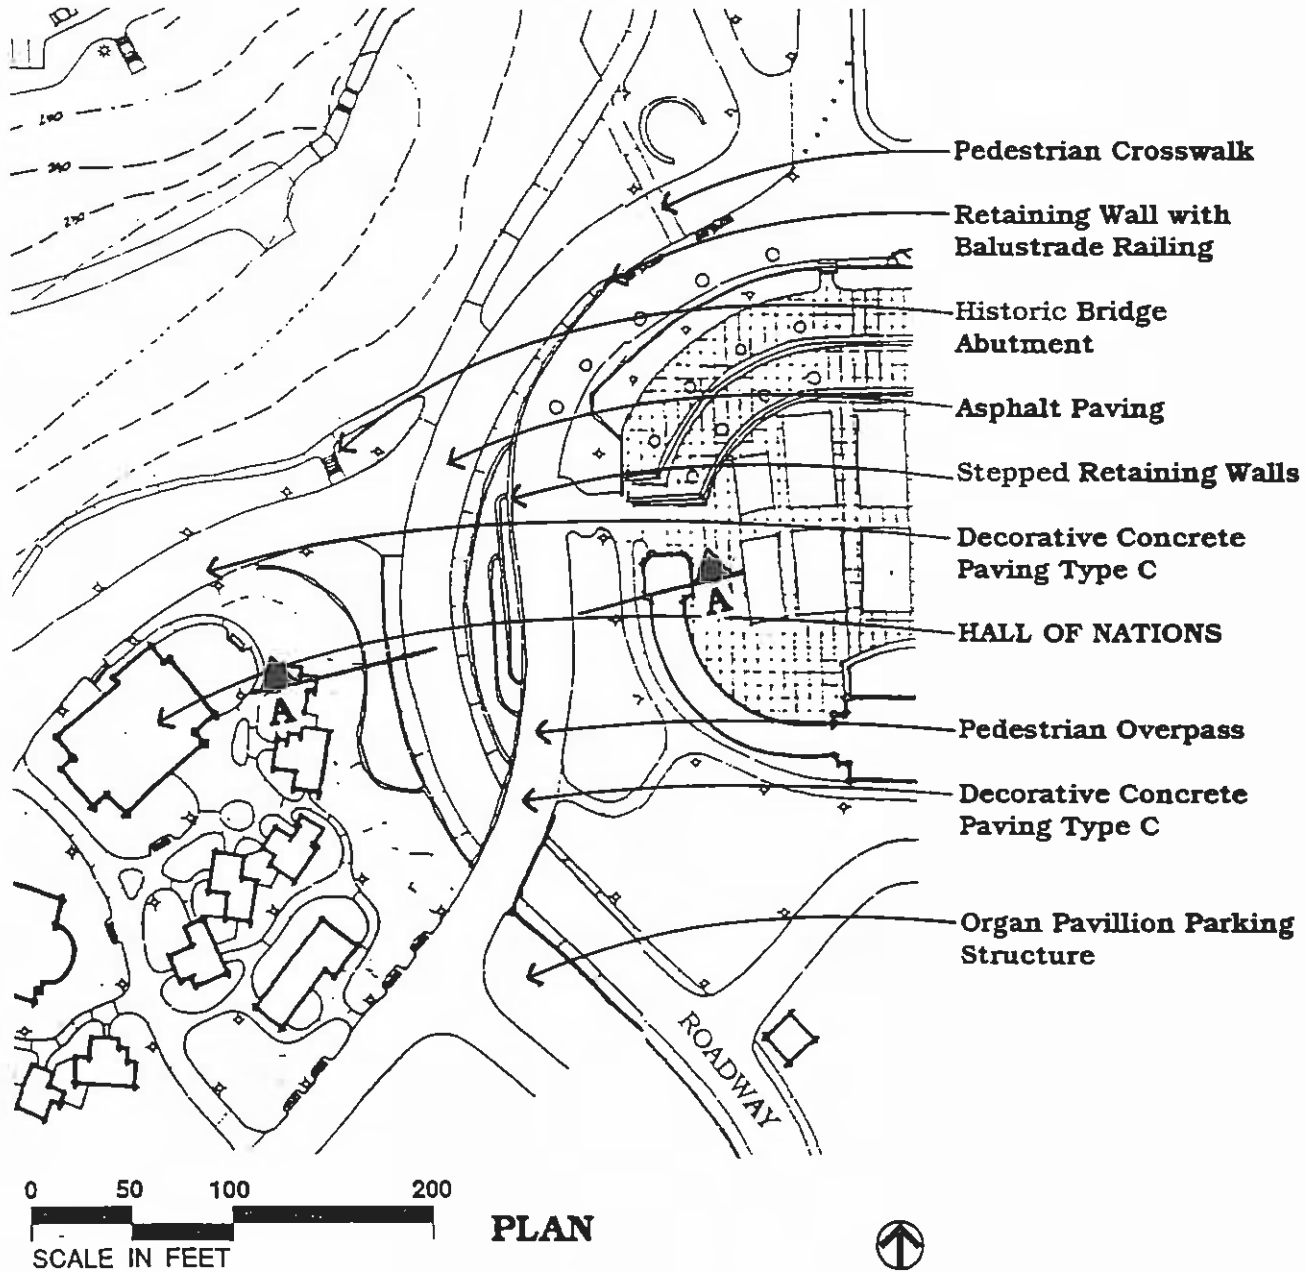 Pedestrian Crosswalk
Retaining Wall with
Balustrade Railing
Historic Bridge
Abutment
Asphalt Paving
Stepped Retaining Walls
Decorative Concrete
Paving Type C
HALL OF NATIONS
Pedestrian Overpass
Decorative Concrete
Paving Type C
Organ Pavillion Parking
Structure
A
A
ROADWAY
0 50 100 200
SCALE IN FEET
PLAN